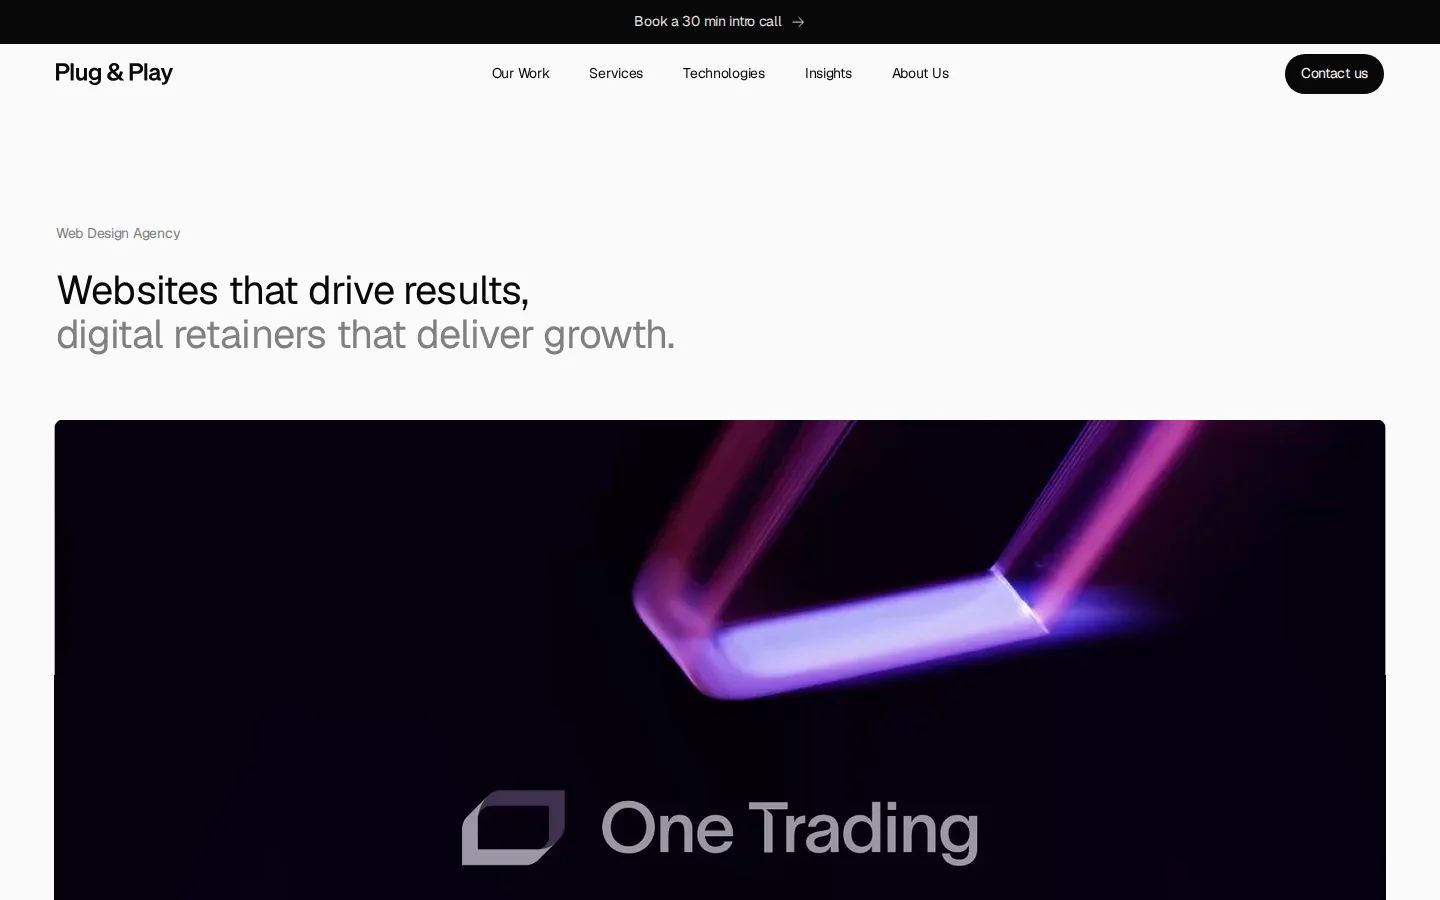 Book a 30 min intro call →
Plug & Play
Our Work
Services
Technologies
Insights
About Us
Contact us
Web Design Agency
Websites that drive results,
digital retainers that deliver growth.
One Trading